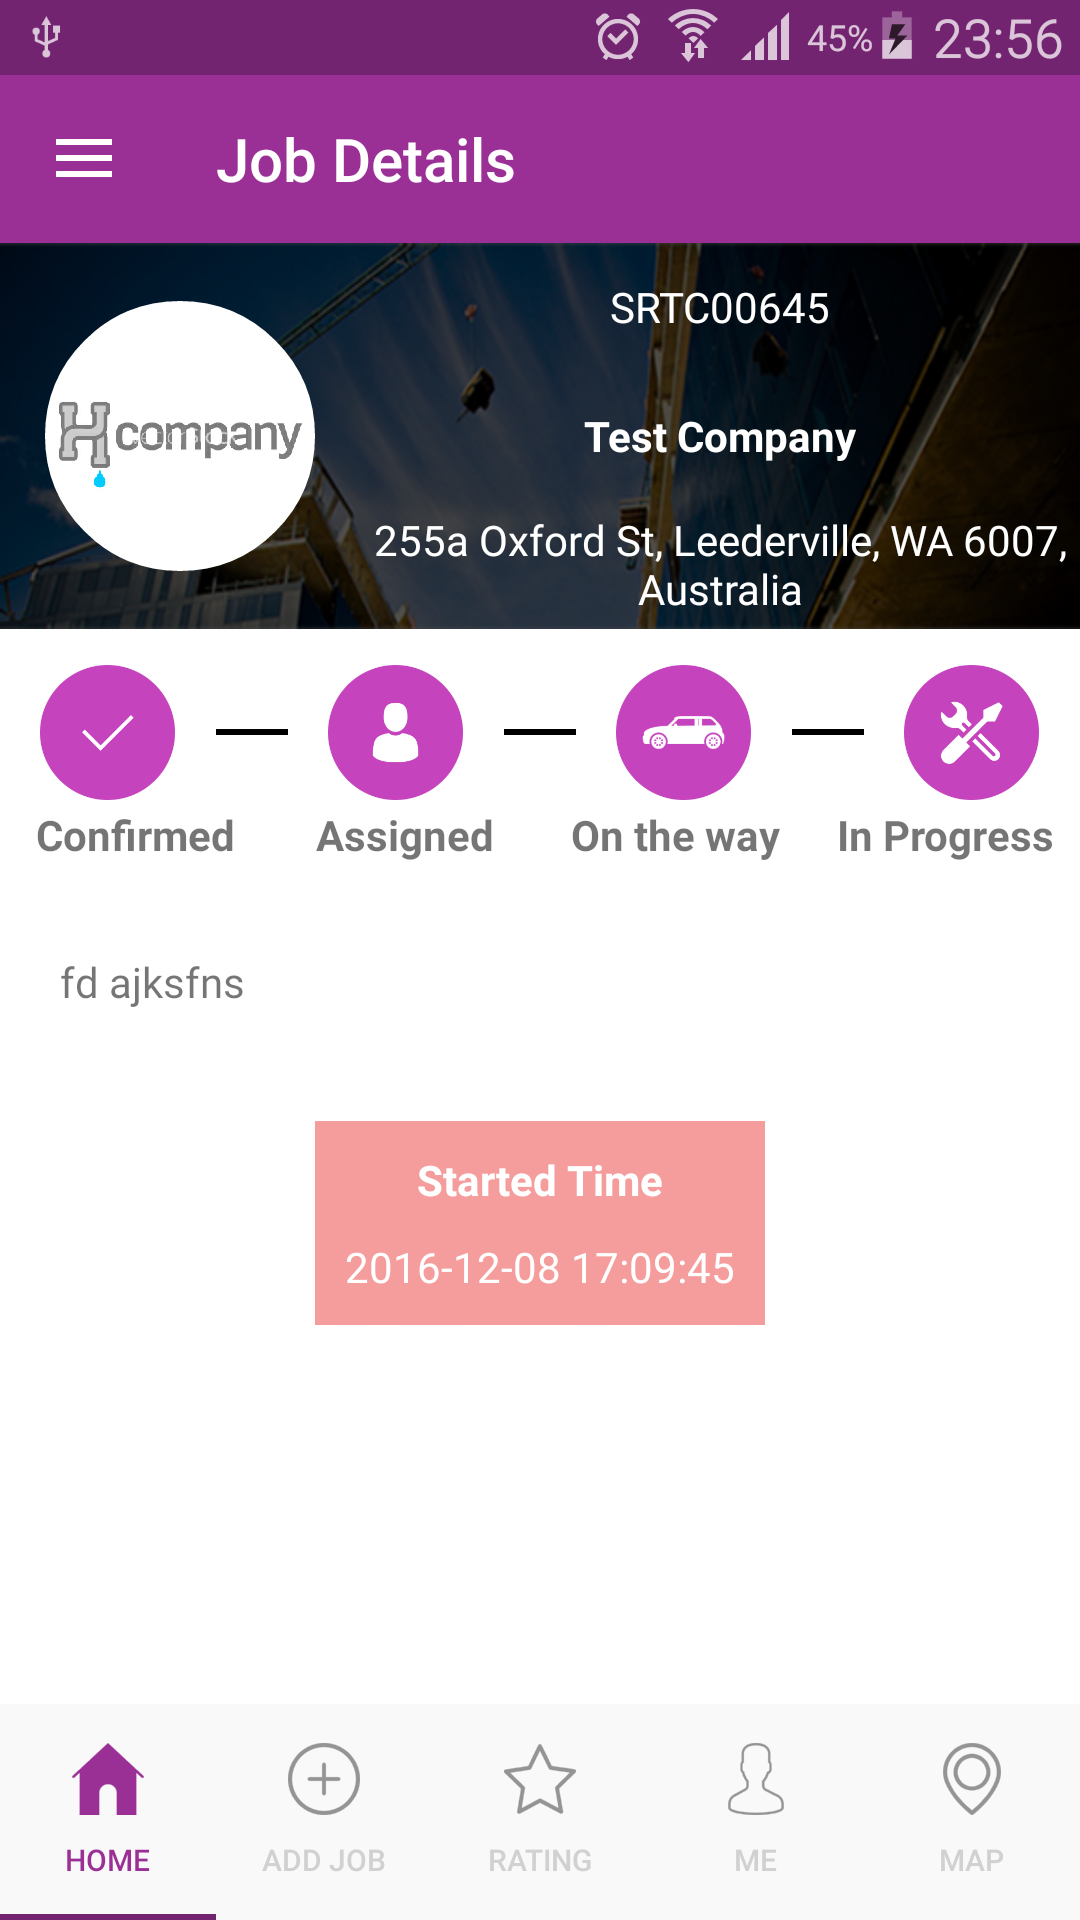 45% 23:56
Job Details
SRTC00645
company
Test Company
255a Oxford St, Leederville, WA 6007,
Australia
Confirmed Assigned On the way In Progress
fd ajksfns
Started Time
2016-12-08 17:09:45
HOME ADD JOB RATING ME MAP